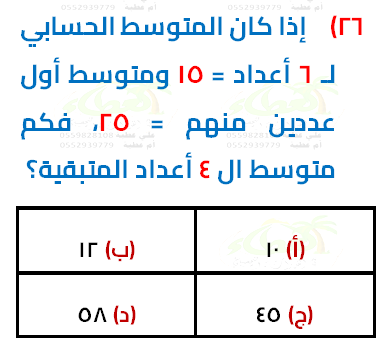 ٢٦) إذا كان المتوسط الحسابي
لـ ٦ أعداد = ١٥ ومتوسط أول
عددين منهم = ٢٥، فكم
متوسط ال ٤ أعداد المتبقية؟
(أ) ١٠ (ب) ١٢
(ج) ٤٥ (د) ٥٨